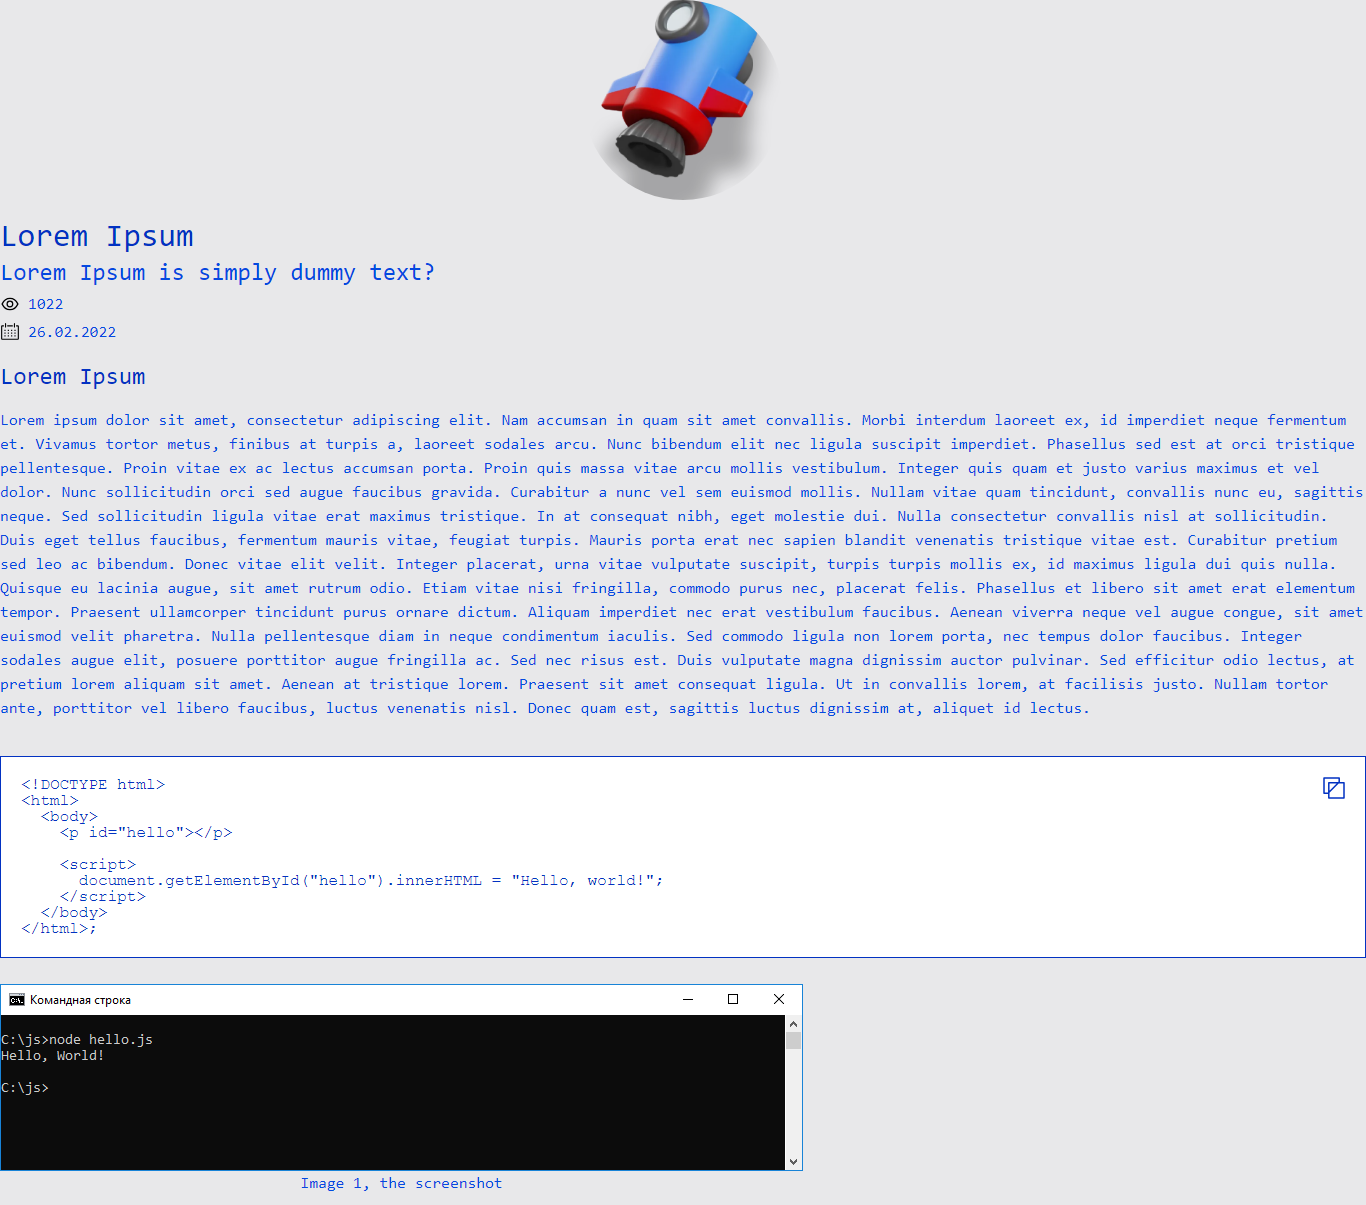 Lorem Ipsum
Lorem Ipsum is simply dummy text?
1022
26.02.2022
Lorem Ipsum
Lorem ipsum dolor sit amet, consectetur adipiscing elit. Nam accumsan in quam sit amet convallis. Morbi interdum laoreet ex, id imperdiet neque fermentum
et. Vivamus tortor metus, finibus at turpis a, laoreet sodales arcu. Nunc bibendum elit nec ligula suscipit imperdiet. Phasellus sed est at orci tristique
pellentesque. Proin vitae ex ac lectus accumsan porta. Proin quis massa vitae arcu mollis vestibulum. Integer quis quam et justo varius maximus et vel
dolor. Nunc sollicitudin orci sed augue faucibus gravida. Curabitur a nunc vel sem euismod mollis. Nullam vitae quam tincidunt, convallis nunc eu, sagittis
neque. Sed sollicitudin ligula vitae erat maximus tristique. In at consequat nibh, eget molestie dui. Nulla consectetur convallis nisl at sollicitudin.
Duis eget tellus faucibus, fermentum mauris vitae, feugiat turpis. Mauris porta erat nec sapien blandit venenatis tristique vitae est. Curabitur pretium
sed leo ac bibendum. Donec vitae elit velit. Integer placerat, urna vitae vulputate suscipit, turpis turpis mollis ex, id maximus ligula dui quis nulla.
Quisque eu lacinia augue, sit amet rutrum odio. Etiam vitae nisi fringilla, commodo purus nec, placerat felis. Phasellus et libero sit amet erat elementum
tempor. Praesent ullamcorper tincidunt purus ornare dictum. Aliquam imperdiet nec erat vestibulum faucibus. Aenean viverra neque vel augue congue, sit amet
euismod velit pharetra. Nulla pellentesque diam in neque condimentum iaculis. Sed commodo ligula non lorem porta, nec tempus dolor faucibus. Integer
sodales augue elit, posuere porttitor augue fringilla ac. Sed nec risus est. Duis vulputate magna dignissim auctor pulvinar. Sed efficitur odio lectus, at
pretium lorem aliquam sit amet. Aenean at tristique lorem. Praesent sit amet consequat ligula. Ut in convallis lorem, at facilisis justo. Nullam tortor
ante, porttitor vel libero faucibus, luctus venenatis nisl. Donec quam est, sagittis luctus dignissim at, aliquet id lectus.
<!DOCTYPE html>
<html>
  <body>
    <p id="hello"></p>

    <script>
      document.getElementById("hello").innerHTML = "Hello, world!";
    </script>
  </body>
</html>;
C:\. Командная строка
C:\js>node hello.js
Hello, World!
C:\js>
Image 1, the screenshot